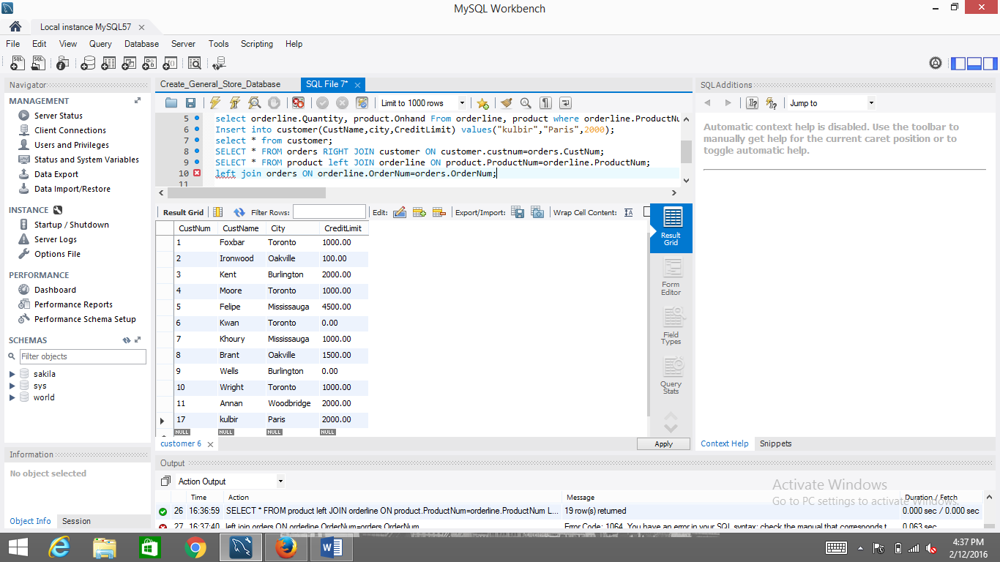 MySQL Workbench
Local instance MySQL57
File Edit View Query Database Server Tools Scripting Help
Navigator
MANAGEMENT
Server Status
Client Connections
Users and Privileges
Status and System Variables
Data Export
Data Import/Restore
INSTANCE
Startup / Shutdown
Server Logs
Options File
PERFORMANCE
Dashboard
Performance Reports
Performance Schema Setup
SCHEMAS
Filter objects
sakila
sys
world
Information
No object selected
Object Info Session
Create_General_Store_Database SQL File 7*
Limit to 1000 rows
5 select orderline.Quantity, product.Onhand From orderline, product where orderline.ProductNu
6 Insert into customer(CustName,city,CreditLimit) values("kulbir","Paris",2000);
7 select * from customer;
8 SELECT * FROM orders RIGHT JOIN customer ON customer.custnum=orders.CustNum;
9 SELECT * FROM product left JOIN orderline ON product.ProductNum=orderline.ProductNum;
10 left join orders ON orderline.OrderNum=orders.OrderNum;
11
Result Grid Filter Rows: Edit: Export/Import: Wrap Cell Content:
CustNum CustName City CreditLimit
1 Foxbar Toronto 1000.00
2 Ironwood Oakville 100.00
3 Kent Burlington 2000.00
4 Moore Toronto 1000.00
5 Felipe Mississauga 4500.00
6 Kwan Toronto 0.00
7 Khoury Mississauga 1000.00
8 Brant Oakville 1500.00
9 Wells Burlington 0.00
10 Wright Toronto 1000.00
11 Annan Woodbridge 2000.00
17 kulbir Paris 2000.00
NULL NULL NULL NULL
Result
Grid
Form
Editor
Field
Types
Query
Stats
customer 6
Apply
SQLAdditions
Jump to
Automatic context help is disabled. Use the toolbar to
manually get help for the current caret position or to
toggle automatic help.
Context Help Snippets
Output
Action Output
Time Action Message Duration / Fetch
26 16:36:59 SELECT * FROM product left JOIN orderline ON product.ProductNum=orderline.ProductNum L... 19 row(s) returned 0.000 sec / 0.000 sec
27 16:37:40 left join orders ON orderline.OrderNum=orders.OrderNum Error Code: 1064. You have an error in your SQL syntax; check the manual that corresponds t... 0.063 sec
Activate Windows
Go to PC settings to activate Windows.
4:37 PM
2/12/2016